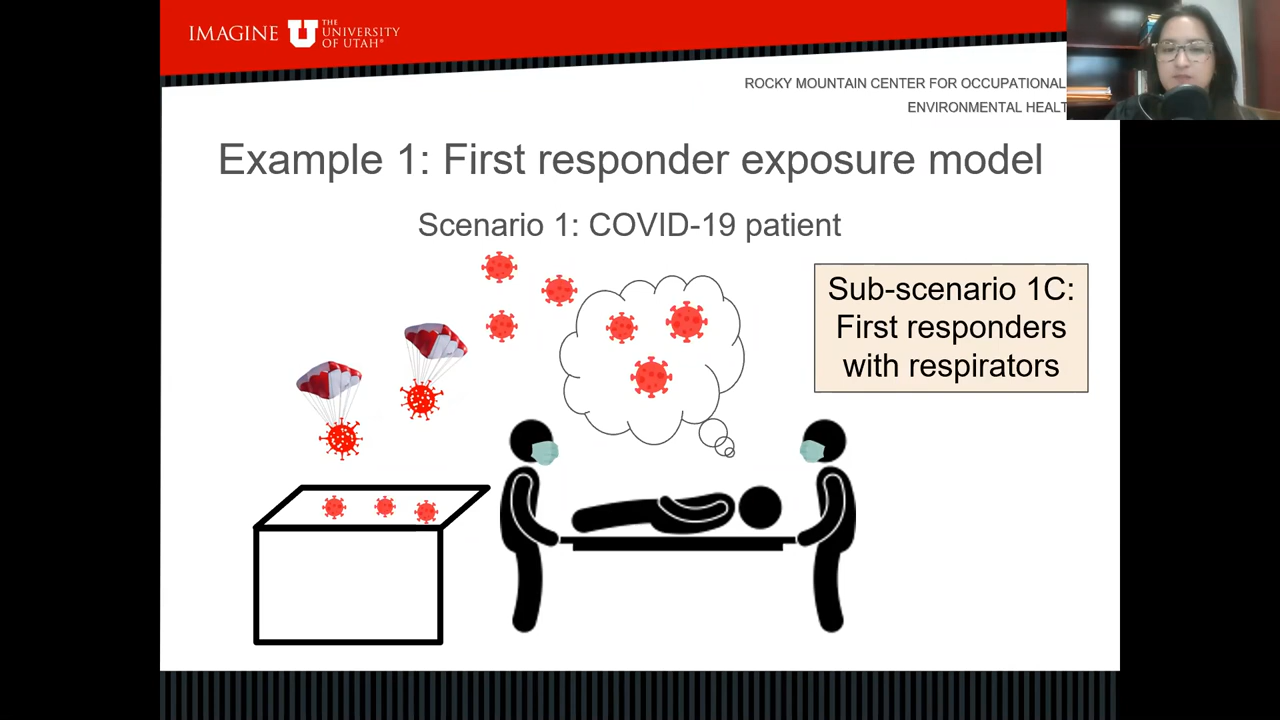 IMAGINE U THE UNIVERSITY OF UTAH®
ROCKY MOUNTAIN CENTER FOR OCCUPATIONAL
ENVIRONMENTAL HEALT
Example 1: First responder exposure model
Scenario 1: COVID-19 patient
Sub-scenario 1C:
First responders
with respirators